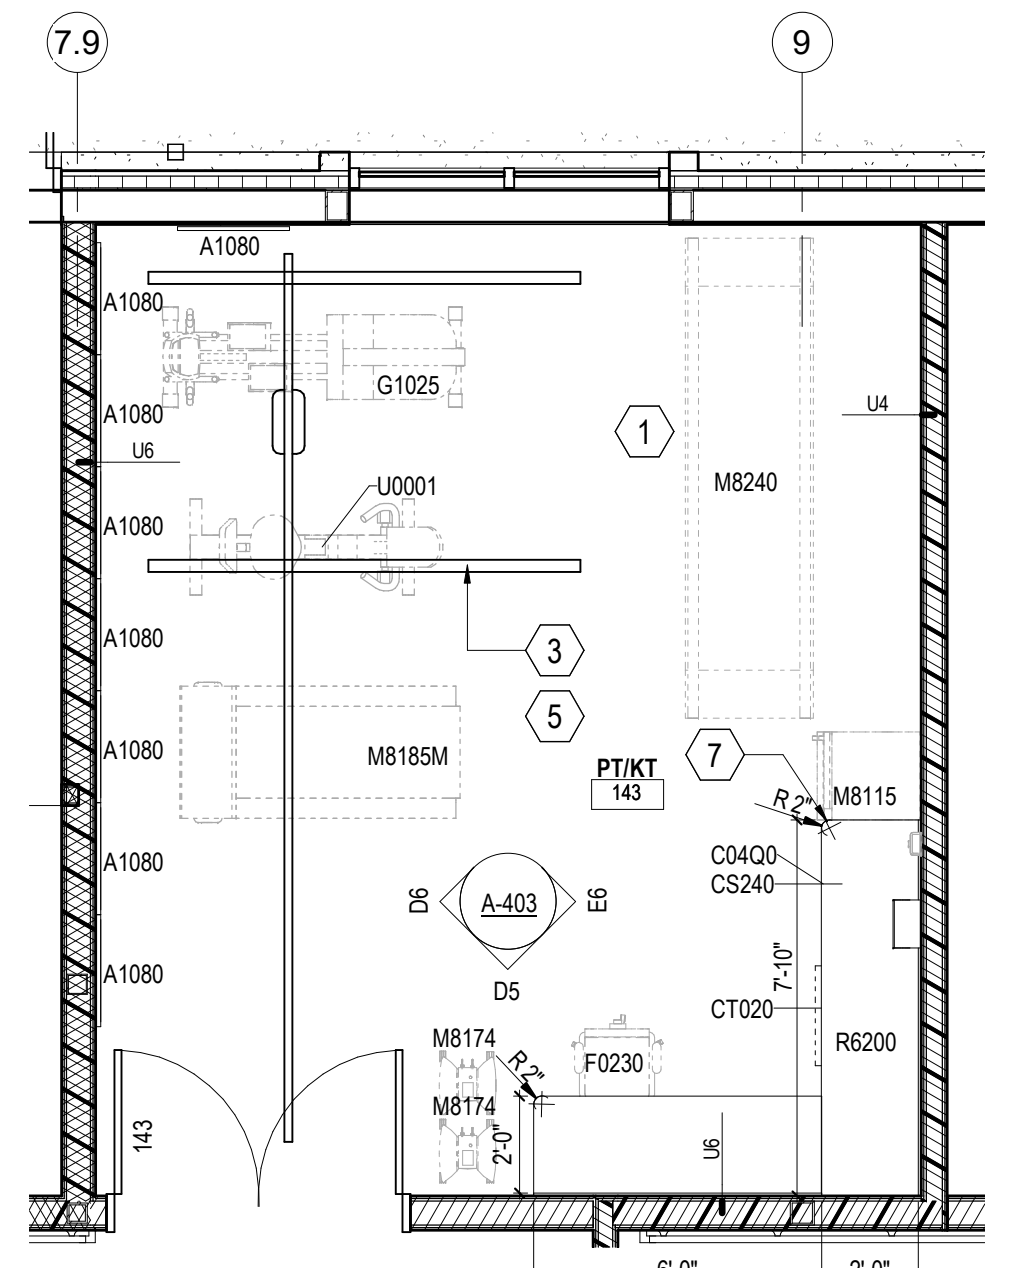 7.9
9
A1080
A1080
G1025
A1080
1
U4
U6
M8240
U0001
A1080
3
A1080
5
A1080
M8185M
PT/KT
143
7
R 2"
M8115
C04Q0
A1080
CS240
D6
A-403
E6
D5
A1080
7'-10"
CT020
M8174
R 2"
F0230
R6200
M8174
143
2'-0"
U6
6'-0"
2'-0"